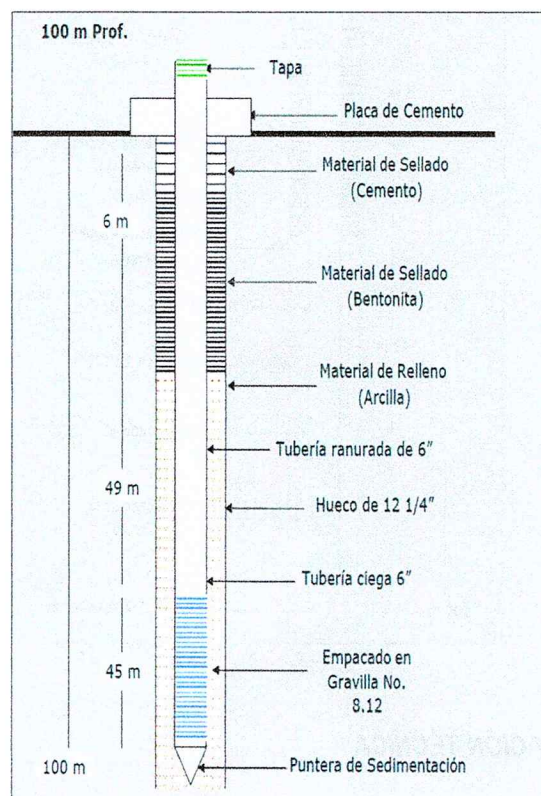 100 m Prof.
Tapa
Placa de Cemento
Material de Sellado
(Cemento)
6 m
Material de Sellado
(Bentonita)
Material de Relleno
(Arcilla)
Tubería ranurada de 6”
49 m
Hueco de 12 1/4”
Tubería ciega 6”
45 m
Empacado en
Gravilla No.
8.12
100 m
Puntera de Sedimentación